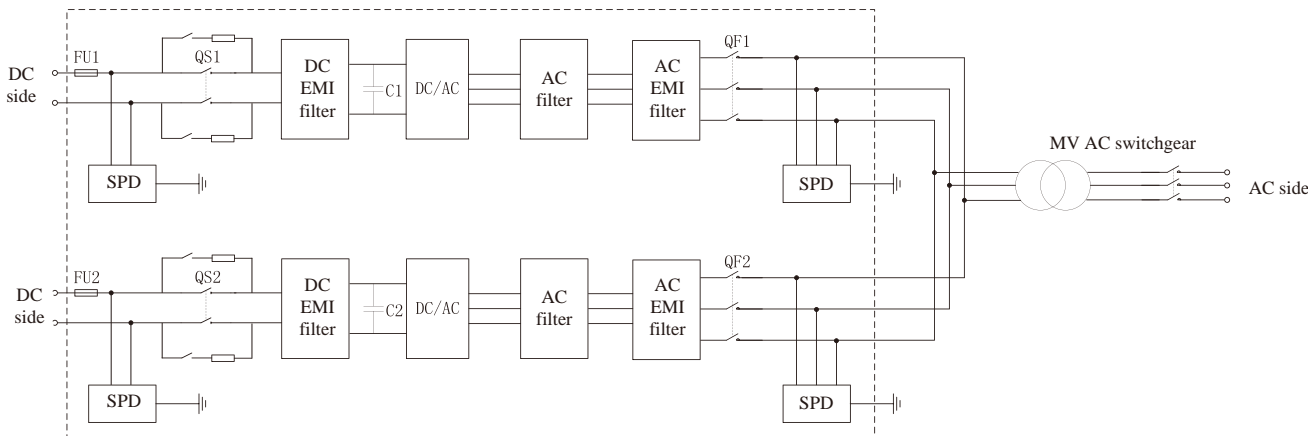 FU1
QS1
DC
side
DC
EMI
filter
C1
DC/AC
AC
filter
AC
EMI
filter
QF1
SPD
SPD
MV AC switchgear
AC side
FU2
QS2
DC
side
DC
EMI
filter
C2
DC/AC
AC
filter
AC
EMI
filter
QF2
SPD
SPD